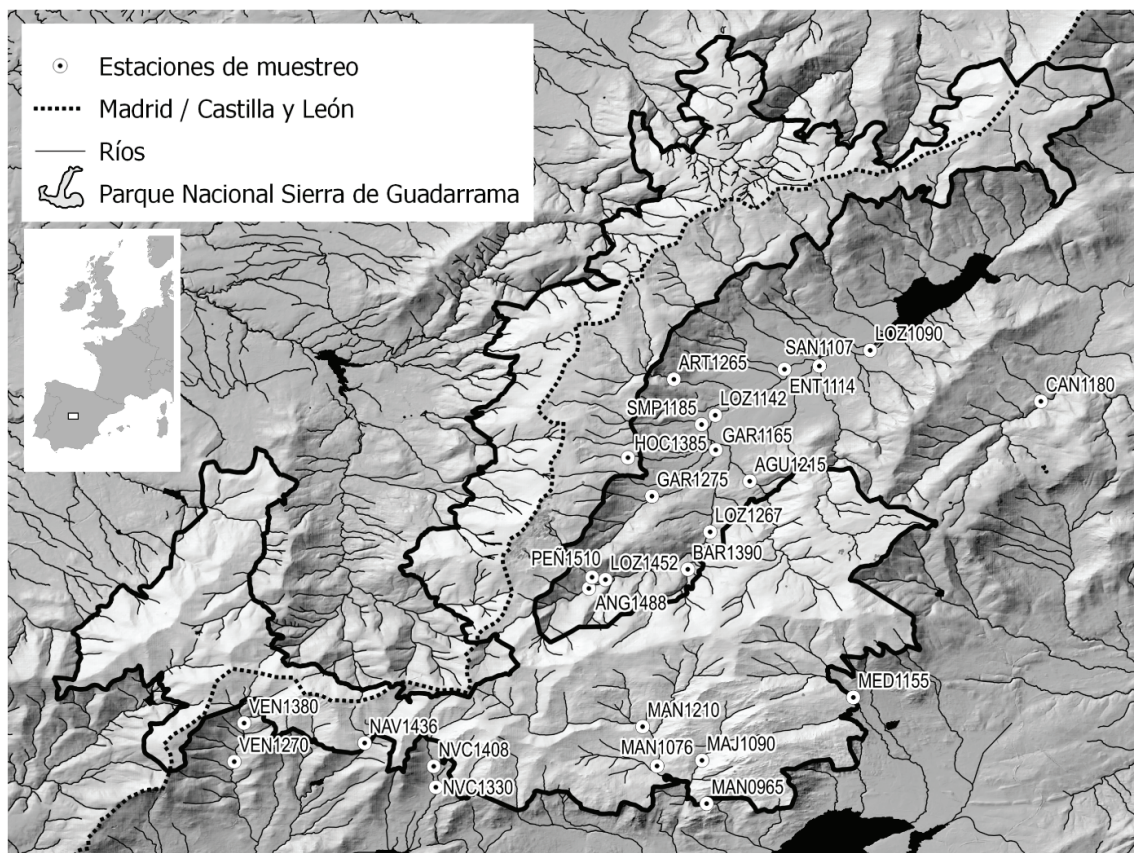 Estaciones de muestreo
Madrid / Castilla y León
Ríos
Parque Nacional Sierra de Guadarrama
LOZ1090
SAN1107
ART1265
ENT1114
CAN1180
LOZ1142
SMP1185
GAR1165
HOC1385
AGU1215
GAR1275
LOZ1267
BAR1390
PEÑ1510
LOZ1452
ANG1488
MED1155
VEN1380
MAN1210
NAV1436
MAN1076
MAJ1090
NVC1408
VEN1270
NVC1330
MAN0965